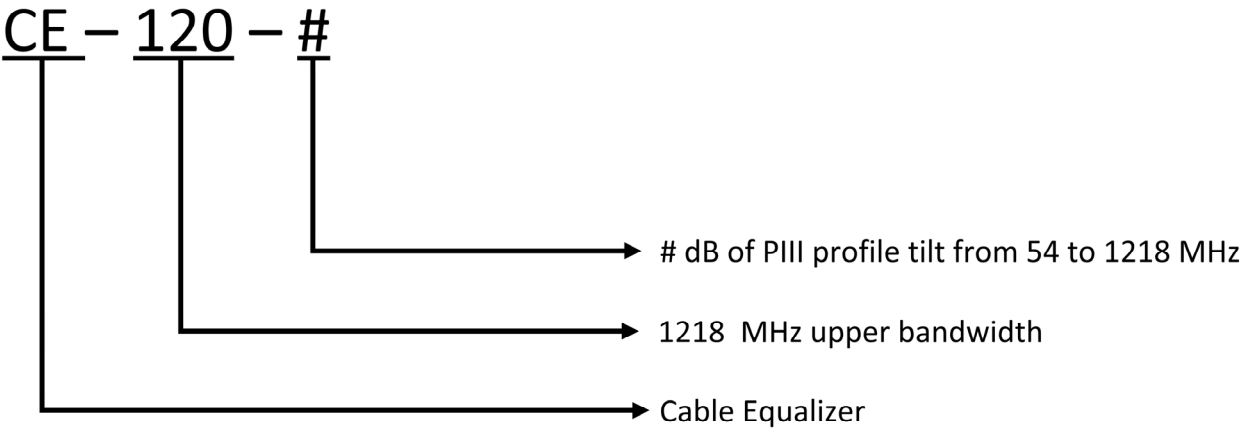 CE – 120 – #
# dB of PIII profile tilt from 54 to 1218 MHz
1218  MHz upper bandwidth
Cable Equalizer